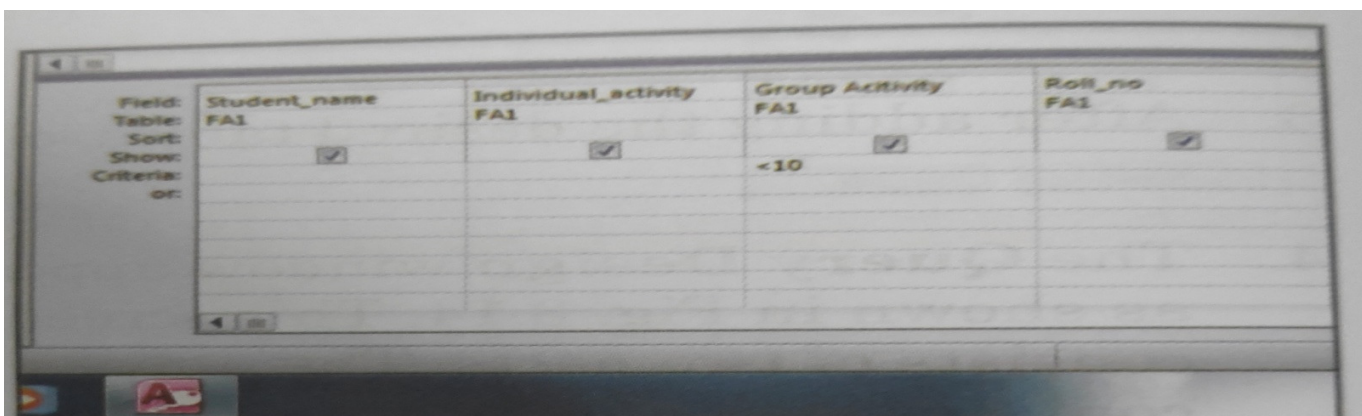 Field: Student_name Individual_activity Group Acitivity Roll_no
Table: FA1 FA1 FA1 FA1
Sort:
Show:
Criteria: <10
or:
A